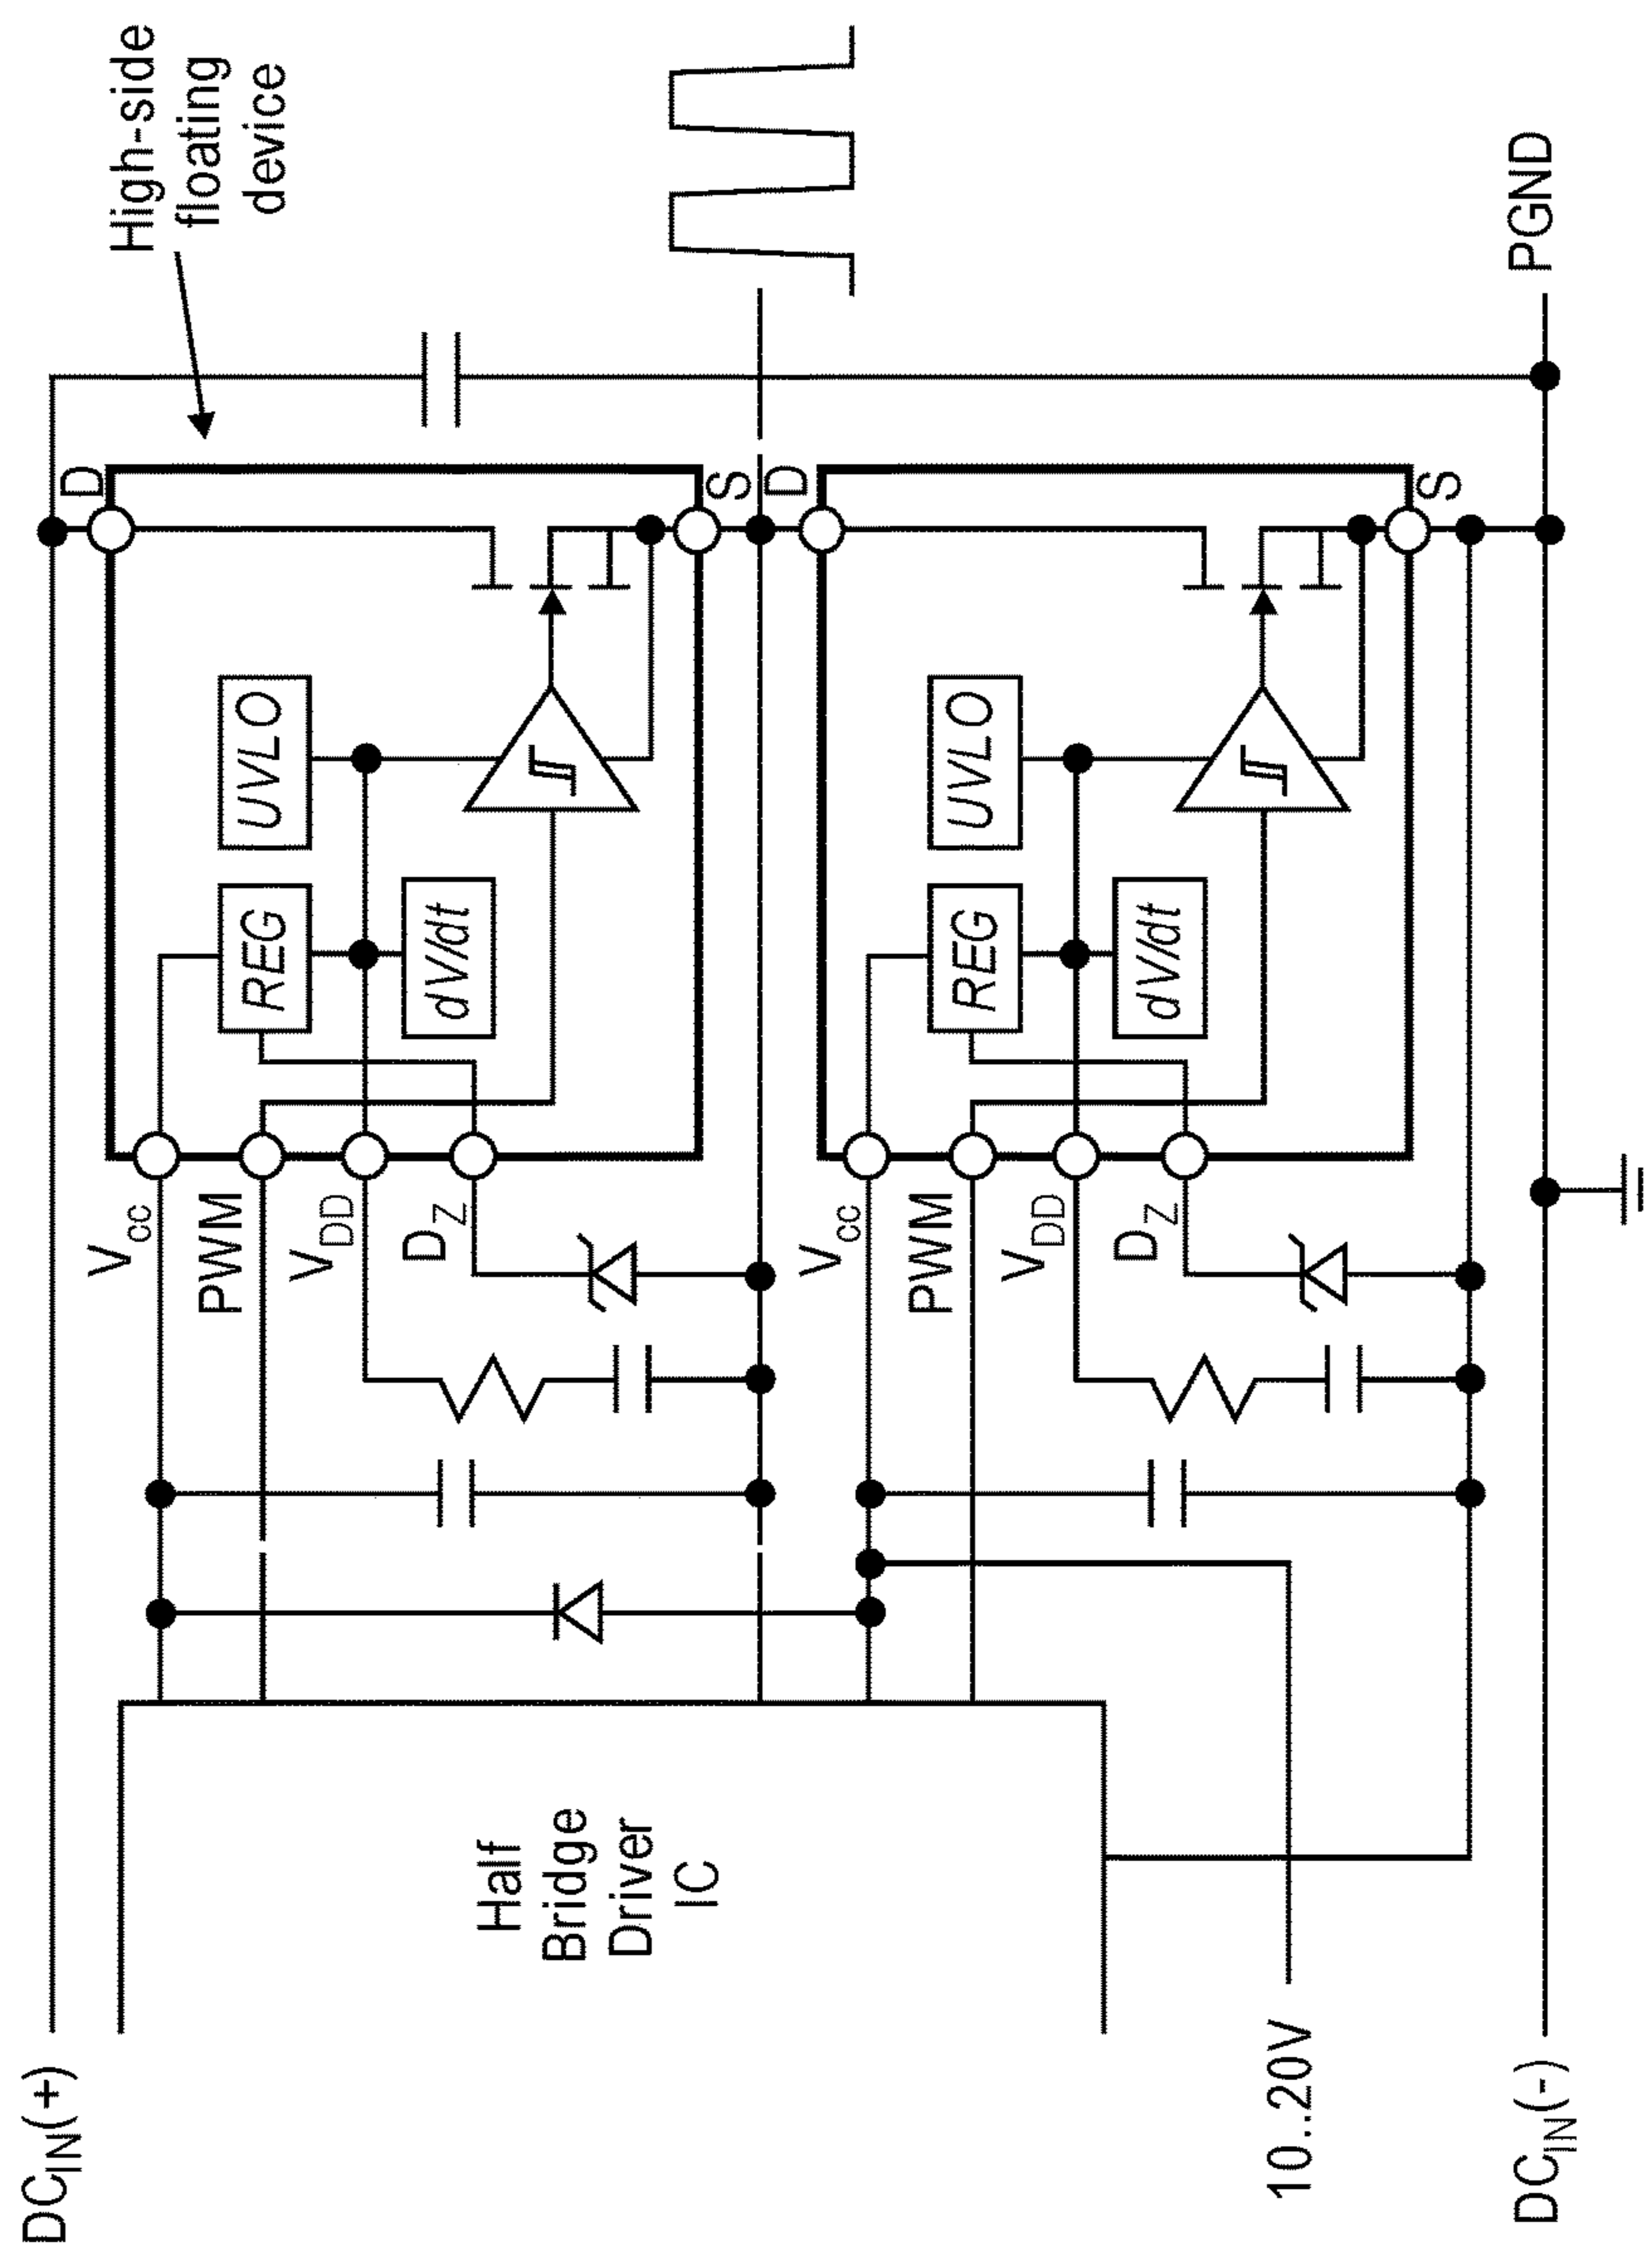 High-side
floating
device
DCIN(+)
D
Vcc
PWM
VDD
DZ
REG
UVLO
dV/dt
S
Half
Bridge
Driver
IC
D
Vcc
PWM
VDD
DZ
REG
UVLO
dV/dt
S
10..20V
DCIN(-)
PGND